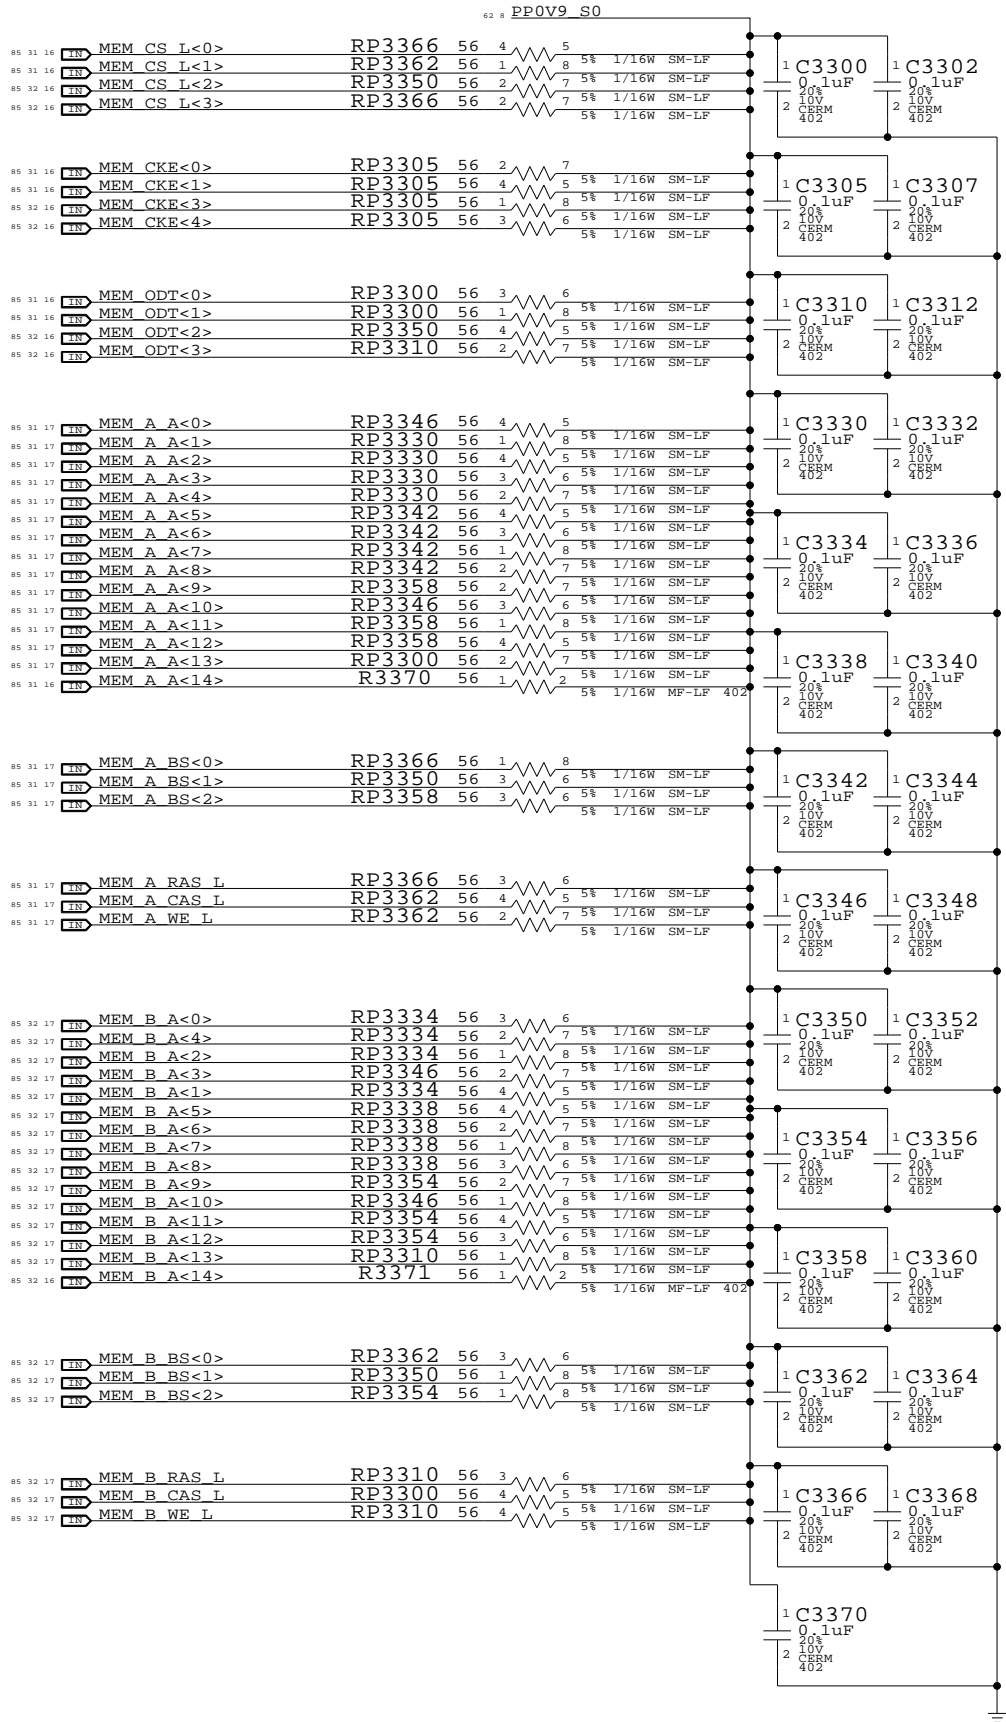 62 8 PP0V9_S0
85 31 16 IN MEM_CS_L<0> RP3366 56 4 5 5% 1/16W SM-LF
85 31 16 IN MEM_CS_L<1> RP3362 56 1 8 5% 1/16W SM-LF
85 32 16 IN MEM_CS_L<2> RP3350 56 2 7 5% 1/16W SM-LF
85 32 16 IN MEM_CS_L<3> RP3366 56 2 7 5% 1/16W SM-LF
1 C3300 0.1uF 20% 10V CERM 402 2
1 C3302 0.1uF 20% 10V CERM 402 2
85 31 16 IN MEM_CKE<0> RP3305 56 2 7 5% 1/16W SM-LF
85 31 16 IN MEM_CKE<1> RP3305 56 4 5 5% 1/16W SM-LF
85 32 16 IN MEM_CKE<3> RP3305 56 1 8 5% 1/16W SM-LF
85 32 16 IN MEM_CKE<4> RP3305 56 3 6 5% 1/16W SM-LF
1 C3305 0.1uF 20% 10V CERM 402 2
1 C3307 0.1uF 20% 10V CERM 402 2
85 31 16 IN MEM_ODT<0> RP3300 56 3 6 5% 1/16W SM-LF
85 31 16 IN MEM_ODT<1> RP3300 56 1 8 5% 1/16W SM-LF
85 32 16 IN MEM_ODT<2> RP3350 56 4 5 5% 1/16W SM-LF
85 32 16 IN MEM_ODT<3> RP3310 56 2 7 5% 1/16W SM-LF
1 C3310 0.1uF 20% 10V CERM 402 2
1 C3312 0.1uF 20% 10V CERM 402 2
85 31 17 IN MEM_A_A<0> RP3346 56 4 5 5% 1/16W SM-LF
85 31 17 IN MEM_A_A<1> RP3330 56 1 8 5% 1/16W SM-LF
85 31 17 IN MEM_A_A<2> RP3330 56 4 5 5% 1/16W SM-LF
85 31 17 IN MEM_A_A<3> RP3330 56 3 6 5% 1/16W SM-LF
85 31 17 IN MEM_A_A<4> RP3330 56 2 7 5% 1/16W SM-LF
85 31 17 IN MEM_A_A<5> RP3342 56 4 5 5% 1/16W SM-LF
85 31 17 IN MEM_A_A<6> RP3342 56 3 6 5% 1/16W SM-LF
85 31 17 IN MEM_A_A<7> RP3342 56 1 8 5% 1/16W SM-LF
85 31 17 IN MEM_A_A<8> RP3342 56 2 7 5% 1/16W SM-LF
85 31 17 IN MEM_A_A<9> RP3358 56 2 7 5% 1/16W SM-LF
85 31 17 IN MEM_A_A<10> RP3346 56 3 6 5% 1/16W SM-LF
85 31 17 IN MEM_A_A<11> RP3358 56 1 8 5% 1/16W SM-LF
85 31 17 IN MEM_A_A<12> RP3358 56 4 5 5% 1/16W SM-LF
85 31 17 IN MEM_A_A<13> RP3300 56 2 7 5% 1/16W SM-LF
85 31 16 IN MEM_A_A<14> R3370 56 1 2 5% 1/16W MF-LF 402
1 C3330 0.1uF 20% 10V CERM 402 2
1 C3332 0.1uF 20% 10V CERM 402 2
1 C3334 0.1uF 20% 10V CERM 402 2
1 C3336 0.1uF 20% 10V CERM 402 2
1 C3338 0.1uF 20% 10V CERM 402 2
1 C3340 0.1uF 20% 10V CERM 402 2
85 31 17 IN MEM_A_BS<0> RP3366 56 1 8 5% 1/16W SM-LF
85 31 17 IN MEM_A_BS<1> RP3350 56 3 6 5% 1/16W SM-LF
85 31 17 IN MEM_A_BS<2> RP3358 56 3 6 5% 1/16W SM-LF
1 C3342 0.1uF 20% 10V CERM 402 2
1 C3344 0.1uF 20% 10V CERM 402 2
85 31 17 IN MEM_A_RAS_L RP3366 56 3 6 5% 1/16W SM-LF
85 31 17 IN MEM_A_CAS_L RP3362 56 4 5 5% 1/16W SM-LF
85 31 17 IN MEM_A_WE_L RP3362 56 2 7 5% 1/16W SM-LF
1 C3346 0.1uF 20% 10V CERM 402 2
1 C3348 0.1uF 20% 10V CERM 402 2
85 32 17 IN MEM_B_A<0> RP3334 56 3 6 5% 1/16W SM-LF
85 32 17 IN MEM_B_A<4> RP3334 56 2 7 5% 1/16W SM-LF
85 32 17 IN MEM_B_A<2> RP3334 56 1 8 5% 1/16W SM-LF
85 32 17 IN MEM_B_A<3> RP3346 56 2 7 5% 1/16W SM-LF
85 32 17 IN MEM_B_A<1> RP3334 56 4 5 5% 1/16W SM-LF
85 32 17 IN MEM_B_A<5> RP3338 56 4 5 5% 1/16W SM-LF
85 32 17 IN MEM_B_A<6> RP3338 56 2 7 5% 1/16W SM-LF
85 32 17 IN MEM_B_A<7> RP3338 56 1 8 5% 1/16W SM-LF
85 32 17 IN MEM_B_A<8> RP3338 56 3 6 5% 1/16W SM-LF
85 32 17 IN MEM_B_A<9> RP3354 56 2 7 5% 1/16W SM-LF
85 32 17 IN MEM_B_A<10> RP3346 56 1 8 5% 1/16W SM-LF
85 32 17 IN MEM_B_A<11> RP3354 56 4 5 5% 1/16W SM-LF
85 32 17 IN MEM_B_A<12> RP3354 56 3 6 5% 1/16W SM-LF
85 32 17 IN MEM_B_A<13> RP3310 56 1 8 5% 1/16W SM-LF
85 32 16 IN MEM_B_A<14> R3371 56 1 2 5% 1/16W MF-LF 402
1 C3350 0.1uF 20% 10V CERM 402 2
1 C3352 0.1uF 20% 10V CERM 402 2
1 C3354 0.1uF 20% 10V CERM 402 2
1 C3356 0.1uF 20% 10V CERM 402 2
1 C3358 0.1uF 20% 10V CERM 402 2
1 C3360 0.1uF 20% 10V CERM 402 2
85 32 17 IN MEM_B_BS<0> RP3362 56 3 6 5% 1/16W SM-LF
85 32 17 IN MEM_B_BS<1> RP3350 56 1 8 5% 1/16W SM-LF
85 32 17 IN MEM_B_BS<2> RP3354 56 1 8 5% 1/16W SM-LF
1 C3362 0.1uF 20% 10V CERM 402 2
1 C3364 0.1uF 20% 10V CERM 402 2
85 32 17 IN MEM_B_RAS_L RP3310 56 3 6 5% 1/16W SM-LF
85 32 17 IN MEM_B_CAS_L RP3300 56 4 5 5% 1/16W SM-LF
85 32 17 IN MEM_B_WE_L RP3310 56 4 5 5% 1/16W SM-LF
1 C3366 0.1uF 20% 10V CERM 402 2
1 C3368 0.1uF 20% 10V CERM 402 2
1 C3370 0.1uF 20% 10V CERM 402 2